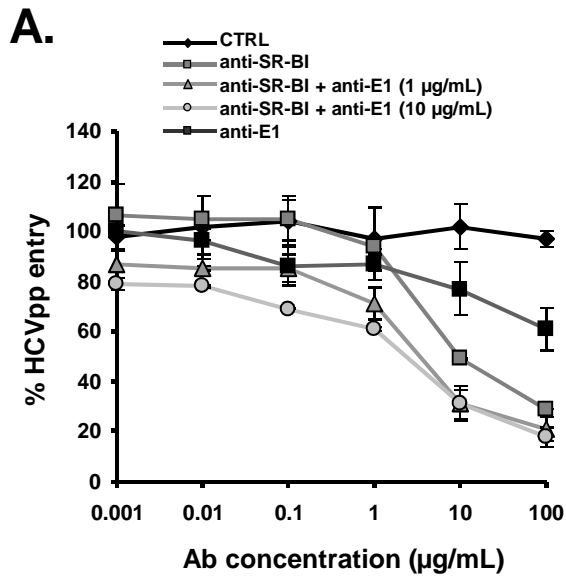 A.
CTRL
anti-SR-BI
anti-SR-BI + anti-E1 (1 µg/mL)
anti-SR-BI + anti-E1 (10 µg/mL)
anti-E1
140
120
100
80
60
40
20
0
% HCVpp entry
0.001 0.01 0.1 1 10 100
Ab concentration (µg/mL)